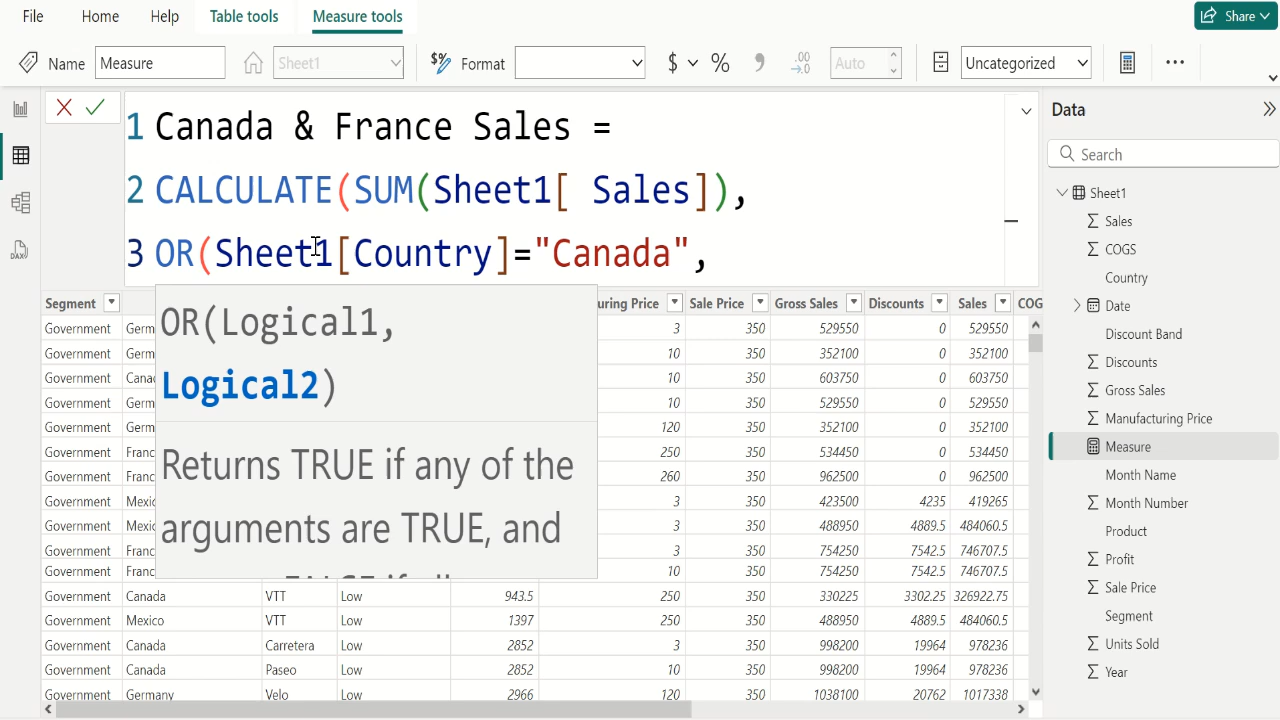 File Home Help Table tools Measure tools Share
Name Measure Sheet1 $% Format $ % 9 .00 Auto Uncategorized ...
1 Canada & France Sales =
2 CALCULATE(SUM(Sheet1[ Sales]),
3 OR(Sheet1[Country]="Canada",
OR(Logical1,
Logical2)
Returns TRUE if any of the
arguments are TRUE, and
Segment uring Price Sale Price Gross Sales Discounts Sales COG
Government Germ 3 350 529550 0 529550
Government Germ 10 350 352100 0 352100
Government Canad 10 350 603750 0 603750
Government Germ 10 350 529550 0 529550
Government Germ 120 350 352100 0 352100
Government Franc 250 350 534450 0 534450
Government Franc 260 350 962500 0 962500
Government Mexic 3 350 423500 4235 419265
Government Mexic 3 350 488950 4889.5 484060.5
Government Franc 3 350 754250 7542.5 746707.5
Government Franc 10 350 754250 7542.5 746707.5
Government Canada VTT Low 943.5 250 350 330225 3302.25 326922.75
Government Mexico VTT Low 1397 250 350 488950 4889.5 484060.5
Government Canada Carretera Low 2852 3 350 998200 19964 978236
Government Canada Paseo Low 2852 10 350 998200 19964 978236
Government Germany Velo Low 2966 120 350 1038100 20762 1017338
Data
Search
Sheet1
Sales
COGS
Country
Date
Discount Band
Discounts
Gross Sales
Manufacturing Price
Measure
Month Name
Month Number
Product
Profit
Sale Price
Segment
Units Sold
Year
DAX